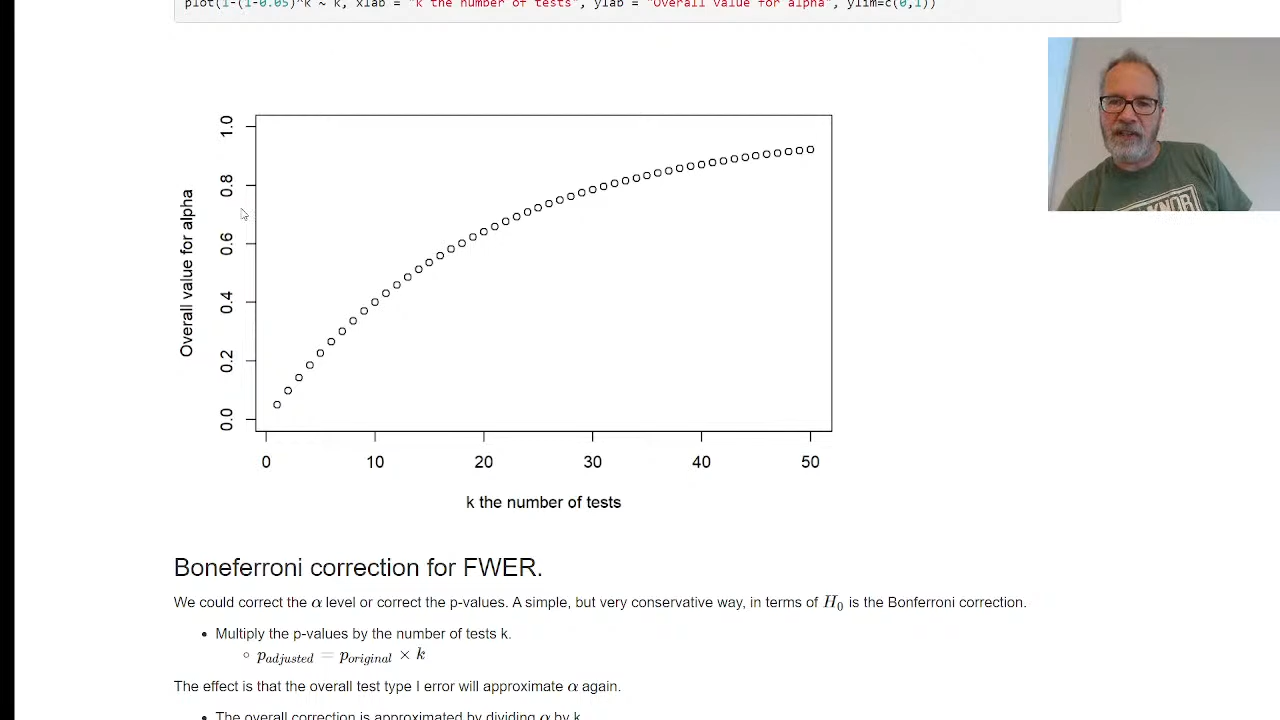 plot(1-(1-0.05)^k ~ k, xlab = "k the number of tests", ylab = "Overall value for alpha", ylim=c(0,1))
1.0
0.8
0.6
0.4
0.2
0.0
Overall value for alpha
0 10 20 30 40 50
k the number of tests
KNOB
Boneferroni correction for FWER.
We could correct the α level or correct the p-values. A simple, but very conservative way, in terms of H₀ is the Bonferroni correction.
• Multiply the p-values by the number of tests k.
○ p_adjusted = p_original × k
The effect is that the overall test type I error will approximate α again.
• The overall correction is approximated by dividing α by k